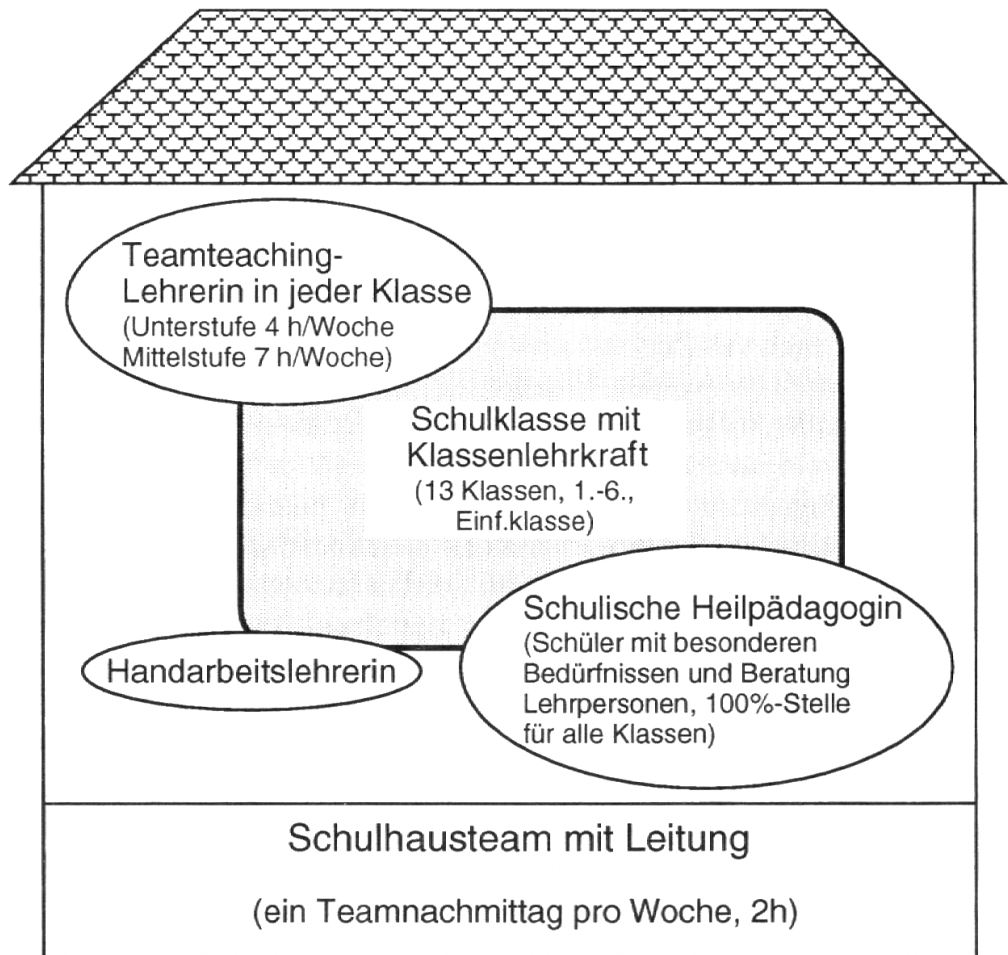 Teamteaching-
Lehrerin in jeder Klasse
(Unterstufe 4 h/Woche
Mittelstufe 7 h/Woche)
Schulklasse mit
Klassenlehrkraft
(13 Klassen, 1.-6.,
Einf.klasse)
Schulische Heilpädagogin
(Schüler mit besonderen
Bedürfnissen und Beratung
Lehrpersonen, 100%-Stelle
für alle Klassen)
Handarbeitslehrerin
Schulhausteam mit Leitung
(ein Teamnachmittag pro Woche, 2h)